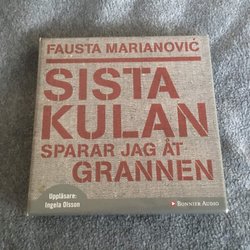 FAUSTA MARIANOVIĆ
SISTA
KULAN
SPARAR JAG ÅT
GRANNEN
Uppläsare:
Ingela Olsson
BONNIER AUDIO